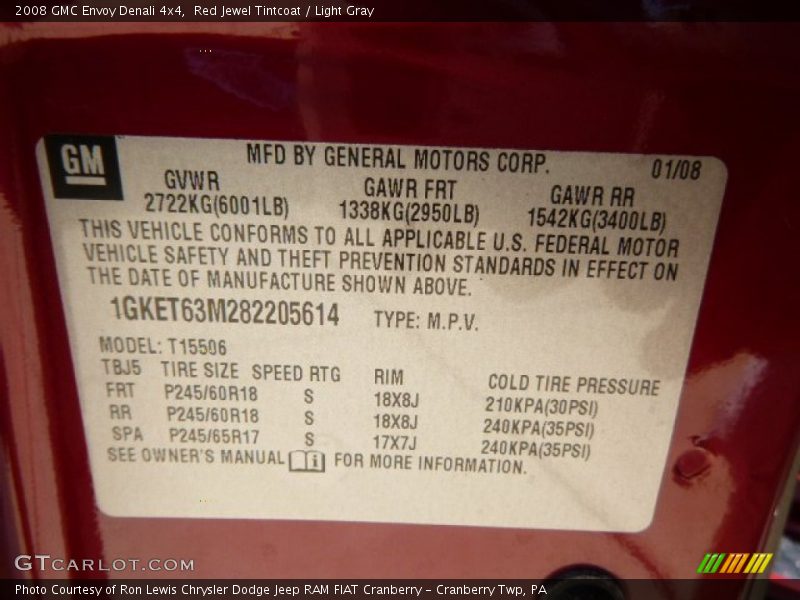 2008 GMC Envoy Denali 4x4,  Red Jewel Tintcoat / Light Gray
GM
MFD BY GENERAL MOTORS CORP.
01/08
GVWR GAWR FRT GAWR RR
2722KG(6001LB) 1338KG(2950LB) 1542KG(3400LB)
THIS VEHICLE CONFORMS TO ALL APPLICABLE U.S. FEDERAL MOTOR
VEHICLE SAFETY AND THEFT PREVENTION STANDARDS IN EFFECT ON
THE DATE OF MANUFACTURE SHOWN ABOVE.
1GKET63M282205614 TYPE: M.P.V.
MODEL: T15506
TBJ5 TIRE SIZE SPEED RTG RIM COLD TIRE PRESSURE
FRT P245/60R18 S 18X8J 210KPA(30PSI)
RR P245/60R18 S 18X8J 240KPA(35PSI)
SPA P245/65R17 S 17X7J 240KPA(35PSI)
SEE OWNER'S MANUAL FOR MORE INFORMATION.
GTCARLOT.COM
Photo Courtesy of Ron Lewis Chrysler Dodge Jeep RAM FIAT Cranberry – Cranberry Twp, PA